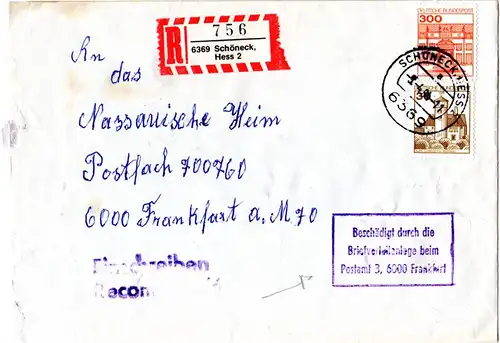 DEUTSCHE BUNDESPOST
300
R
756
6369 Schöneck,
Hess 2
SCHÖNECK, HESS
6369
An
das
Nassauische Heim
Postfach 700760
6000 Frankfurt a. M 70
Einschreiben
Recom
Beschädigt durch die
Briefverteilanlage beim
Postamt 3, 6000 Frankfurt